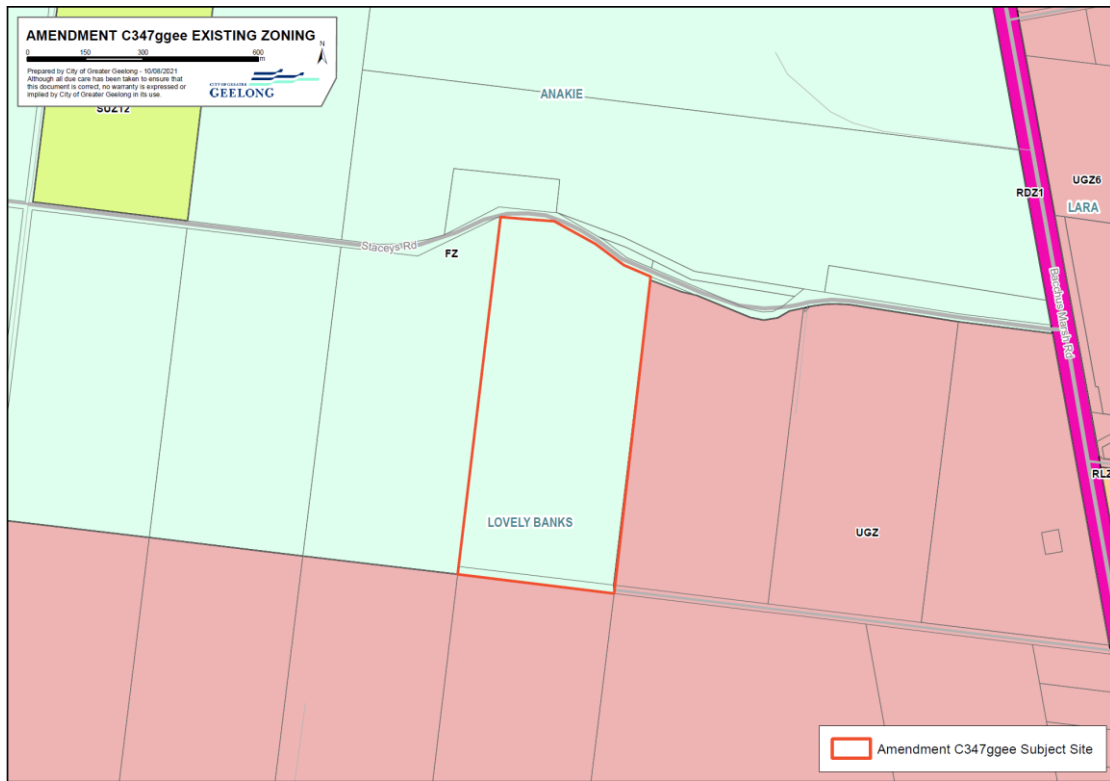 AMENDMENT C347ggee EXISTING ZONING
0 150 300 600
m
N
Prepared by City of Greater Geelong - 10/08/2021
Although all due care has been taken to ensure that
this document is correct, no warranty is expressed or
implied by City of Greater Geelong in its use.
CITY OF GREATER
GEELONG
SUZ12
ANAKIE
UGZ6
RDZ1
LARA
Staceys Rd
FZ
Bacchus Marsh Rd
RLZ
LOVELY BANKS
UGZ
Amendment C347ggee Subject Site